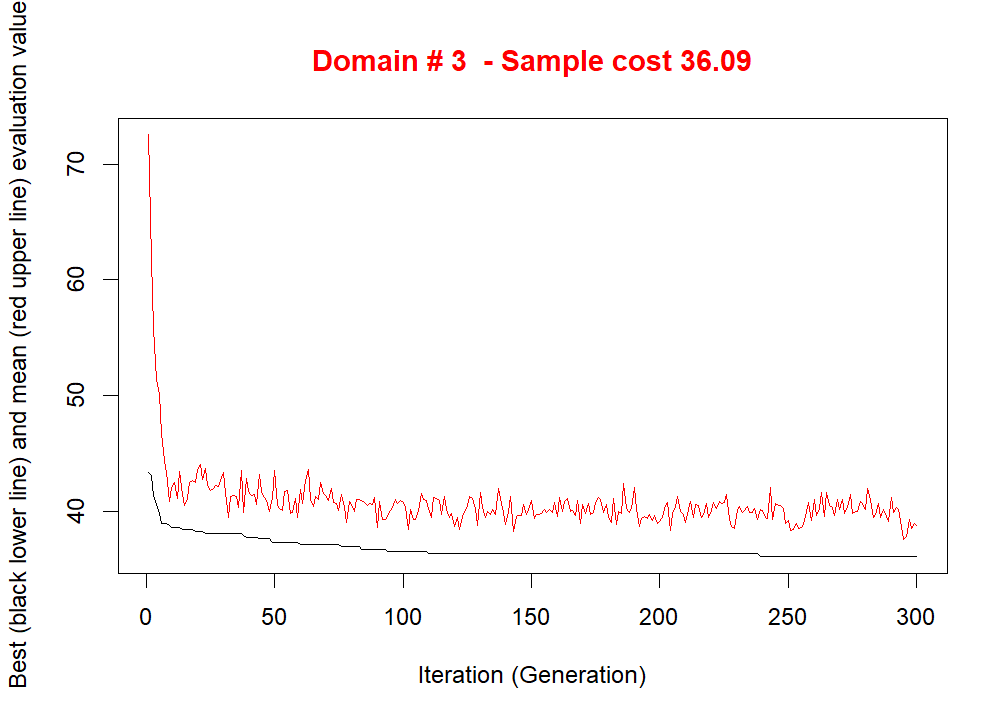 Domain # 3  - Sample cost 36.09
Best (black lower line) and mean (red upper line) evaluation value
70
60
50
40
0 50 100 150 200 250 300
Iteration (Generation)